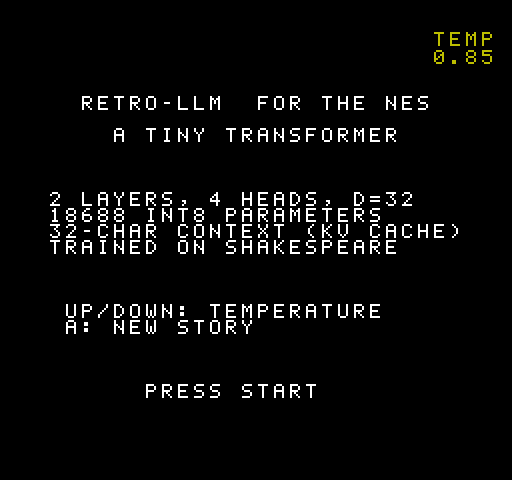 TEMP
0.85
RETRO-LLM  FOR THE NES
A TINY TRANSFORMER
2 LAYERS, 4 HEADS, D=32
18688 INT8 PARAMETERS
32-CHAR CONTEXT (KV CACHE)
TRAINED ON SHAKESPEARE
UP/DOWN: TEMPERATURE
A: NEW STORY
PRESS START